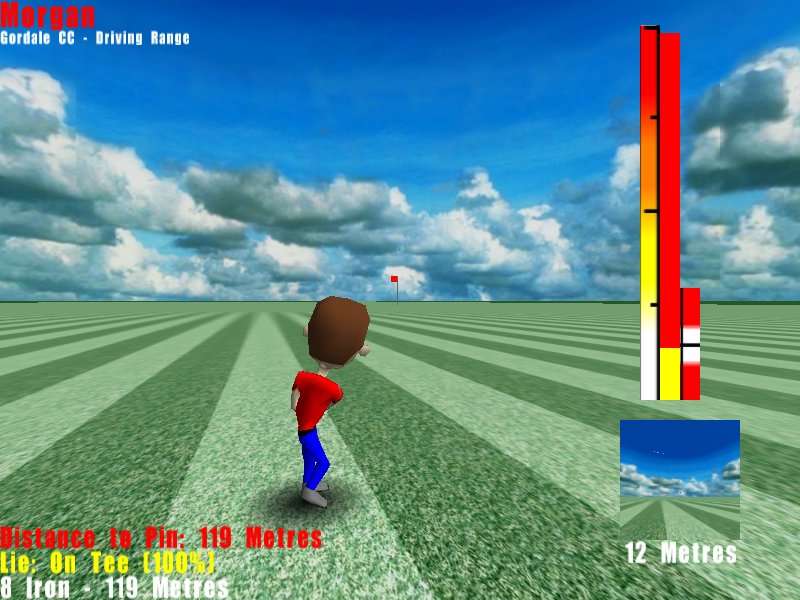 Morgan
Gordale CC - Driving Range
Distance to Pin: 119 Metres
Lie: On Tee (100%)
8 Iron - 119 Metres
12 Metres